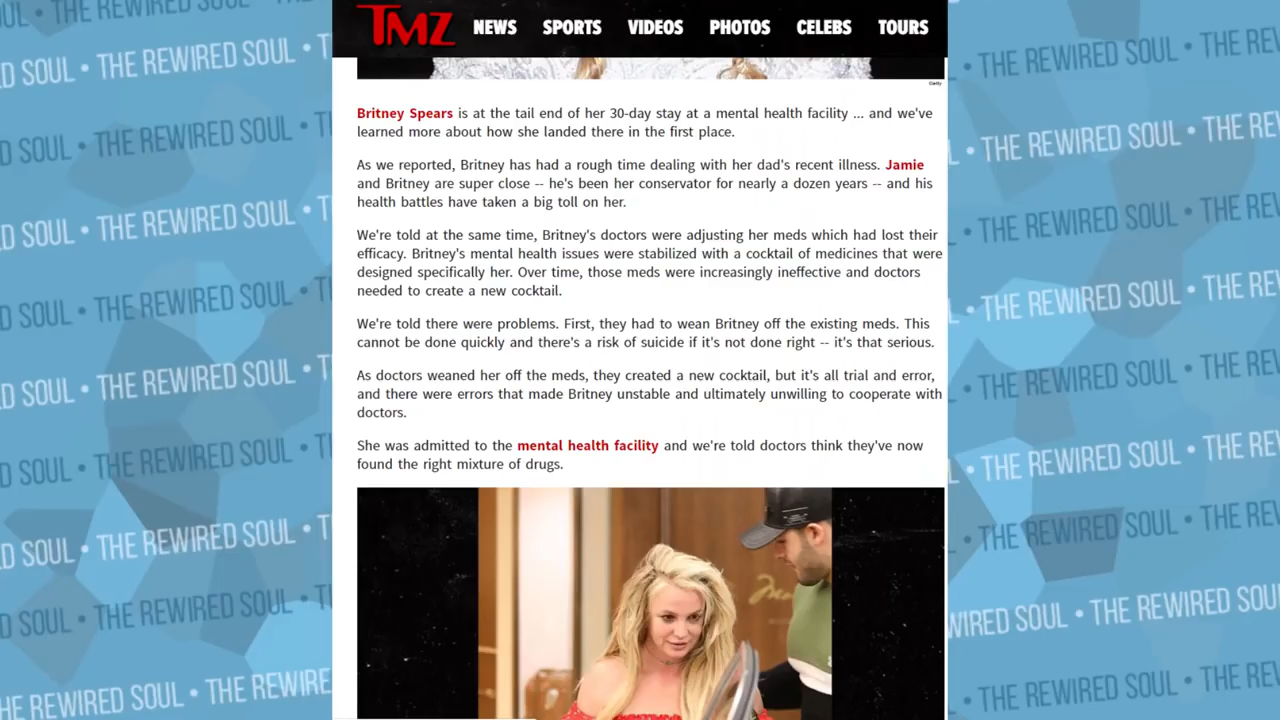 TMZ NEWS SPORTS VIDEOS PHOTOS CELEBS TOURS
Getty
Britney Spears is at the tail end of her 30-day stay at a mental health facility ... and we've
learned more about how she landed there in the first place.
As we reported, Britney has had a rough time dealing with her dad's recent illness. Jamie
and Britney are super close -- he's been her conservator for nearly a dozen years -- and his
health battles have taken a big toll on her.
We're told at the same time, Britney's doctors were adjusting her meds which had lost their
efficacy. Britney's mental health issues were stabilized with a cocktail of medicines that were
designed specifically her. Over time, those meds were increasingly ineffective and doctors
needed to create a new cocktail.
We're told there were problems. First, they had to wean Britney off the existing meds. This
cannot be done quickly and there's a risk of suicide if it's not done right -- it's that serious.
As doctors weaned her off the meds, they created a new cocktail, but it's all trial and error,
and there were errors that made Britney unstable and ultimately unwilling to cooperate with
doctors.
She was admitted to the mental health facility and we're told doctors think they've now
found the right mixture of drugs.
THE REWIRED SOUL • THE REWIRED SOUL